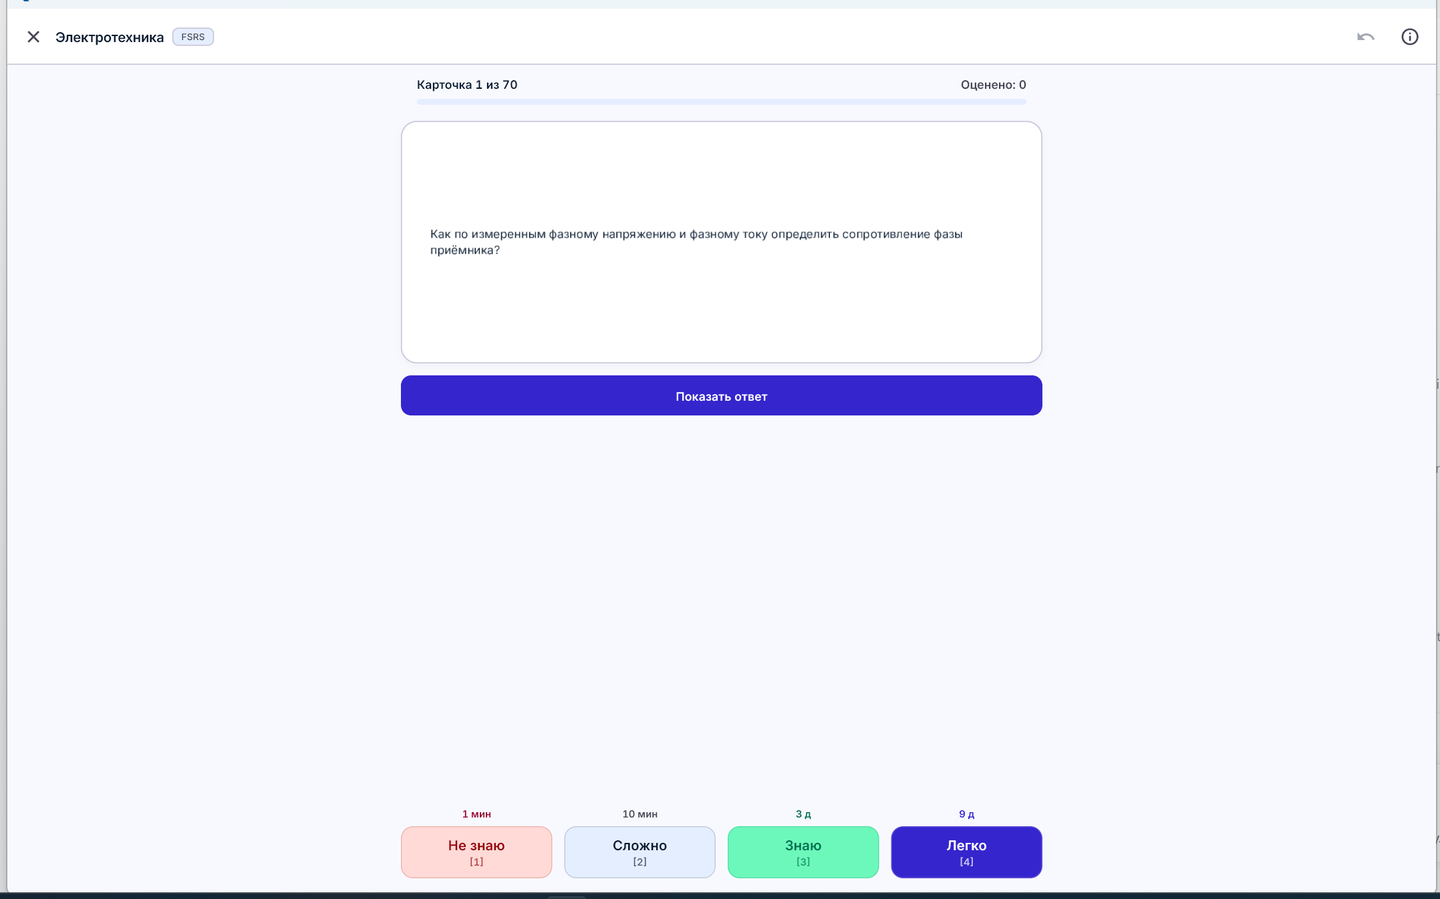 Электротехника
FSRS
Карточка 1 из 70
Оценено: 0
Как по измеренным фазному напряжению и фазному току определить сопротивление фазы
приёмника?
Показать ответ
1 мин
10 мин
3 д
9 д
Не знаю
Сложно
Знаю
Легко
[1]
[2]
[3]
[4]